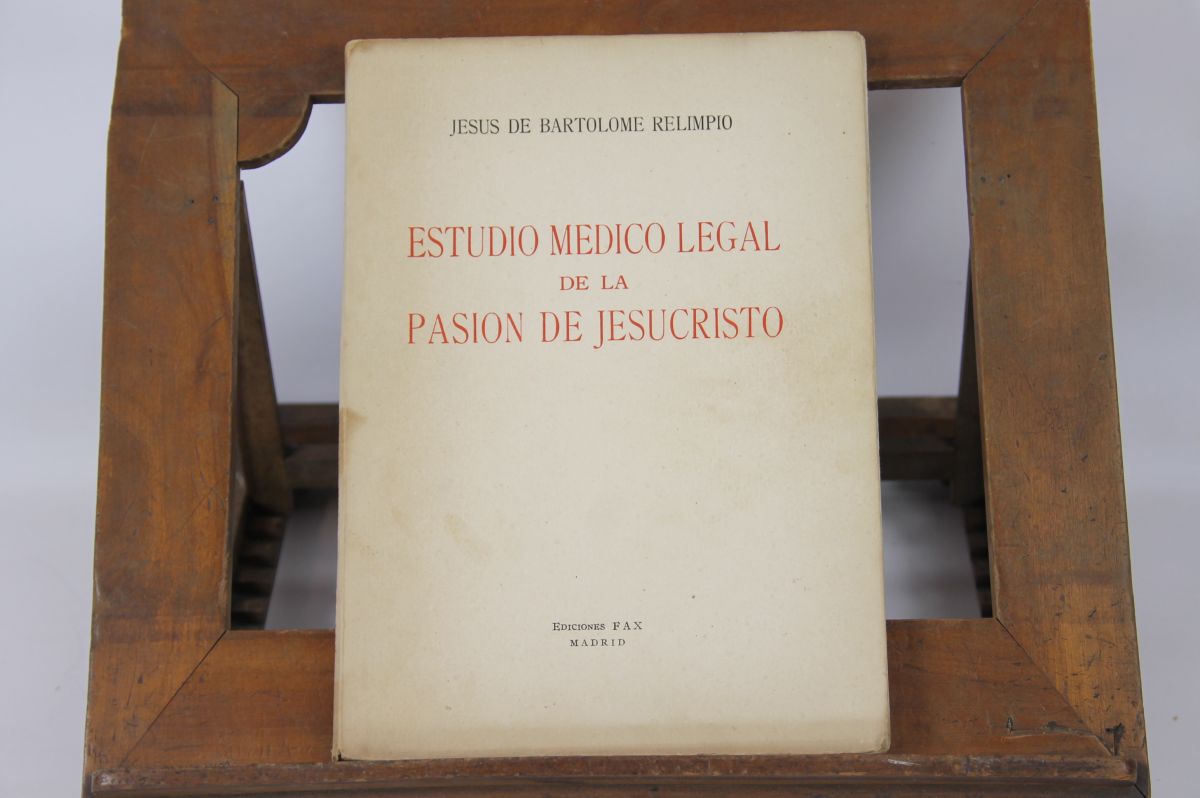 JESUS DE BARTOLOME RELIMPIO
ESTUDIO MEDICO LEGAL
DE LA
PASION DE JESUCRISTO
EDICIONES FAX
MADRID